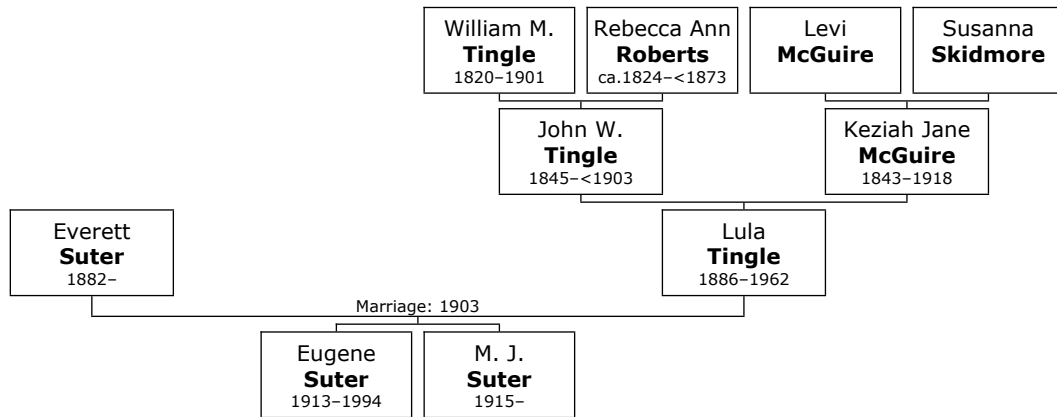 William M.
Tingle
1820–1901
Rebecca Ann
Roberts
ca.1824–<1873
Levi
McGuire
Susanna
Skidmore
John W.
Tingle
1845–<1903
Keziah Jane
McGuire
1843–1918
Everett
Suter
1882–
Lula
Tingle
1886–1962
Marriage: 1903
Eugene
Suter
1913–1994
M. J.
Suter
1915–